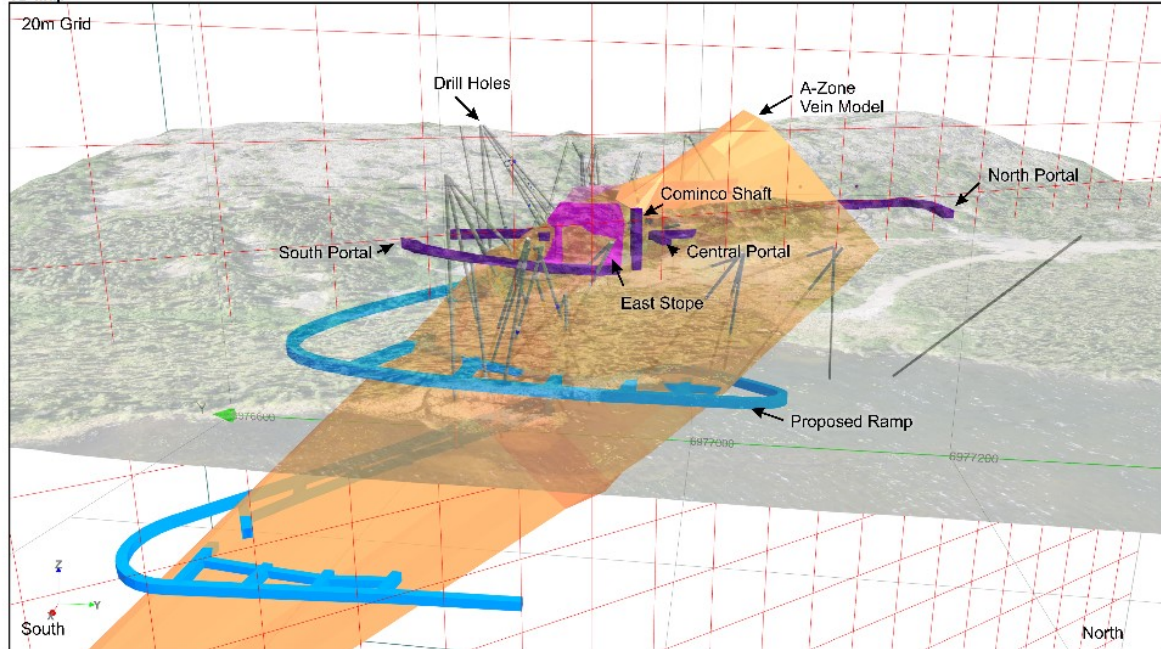 20m Grid
Drill Holes
A-Zone
Vein Model
North Portal
Cominco Shaft
South Portal
Central Portal
East Stope
Proposed Ramp
Y
6976600
6977000
6977200
Z
Y
X
South
North